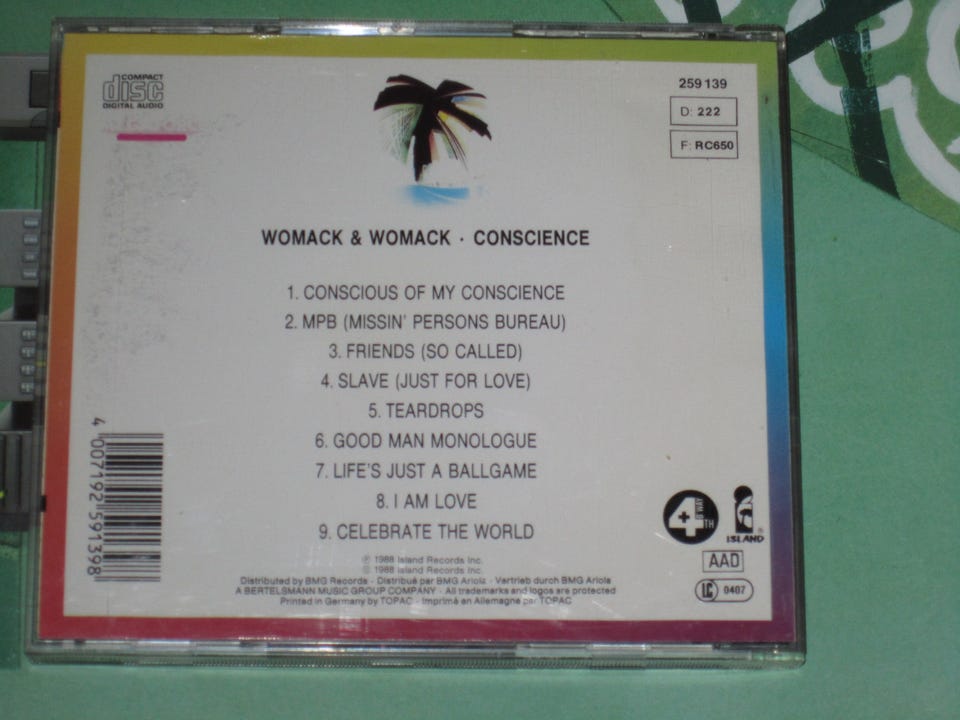 COMPACT
disc
DIGITAL AUDIO
259 139
D: 222
F: RC650
WOMACK & WOMACK · CONSCIENCE
1. CONSCIOUS OF MY CONSCIENCE
2. MPB (MISSIN' PERSONS BUREAU)
3. FRIENDS (SO CALLED)
4. SLAVE (JUST FOR LOVE)
5. TEARDROPS
6. GOOD MAN MONOLOGUE
7. LIFE'S JUST A BALLGAME
8. I AM LOVE
9. CELEBRATE THE WORLD
4 007192 591398
4TH & B'WAY
ISLAND
®
AAD
LC 0407
℗ 1988 Island Records Inc.
© 1988 Island Records Inc.
Distributed by BMG Records - Distribué par BMG Ariola - Vertrieb durch BMG Ariola
A BERTELSMANN MUSIC GROUP COMPANY - All trademarks and logos are protected
Printed in Germany by TOPAC - Imprimé en Allemagne par TOPAC